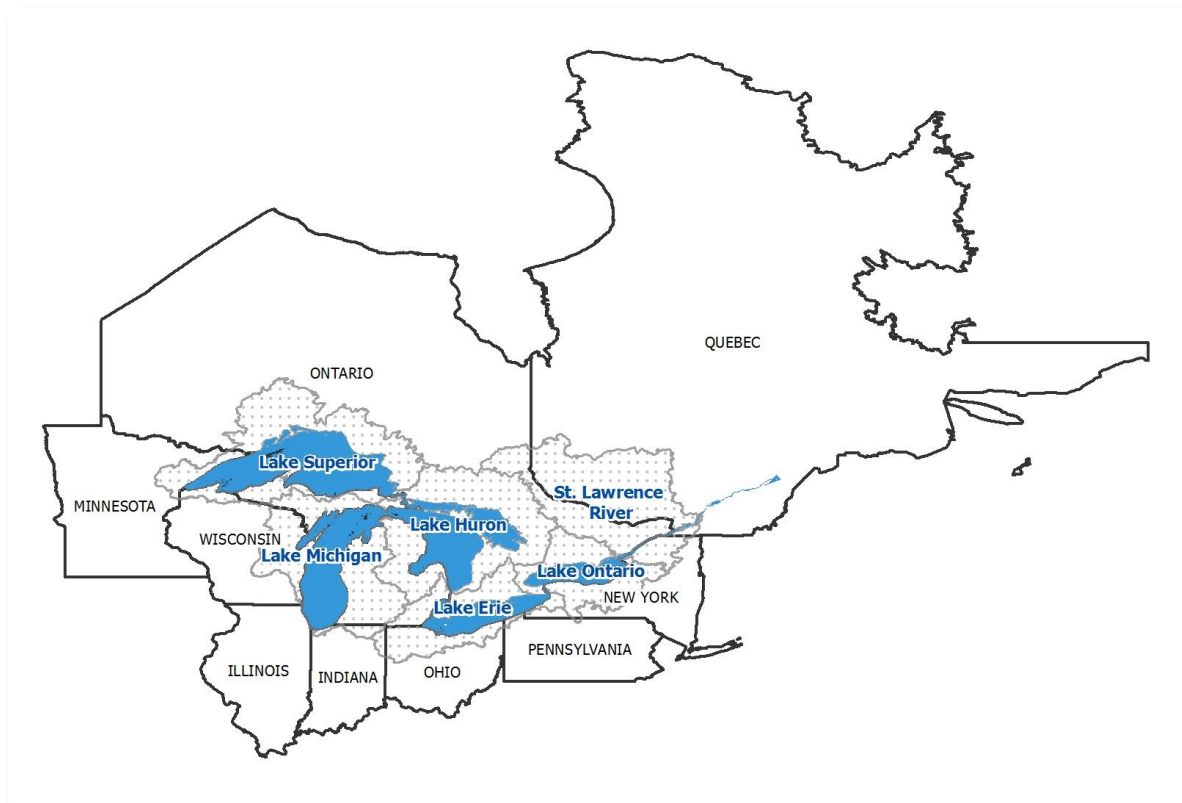 QUEBEC
ONTARIO
Lake Superior
St. Lawrence
River
MINNESOTA
Lake Huron
WISCONSIN
Lake Michigan
Lake Ontario
NEW YORK
Lake Erie
PENNSYLVANIA
ILLINOIS
INDIANA
OHIO